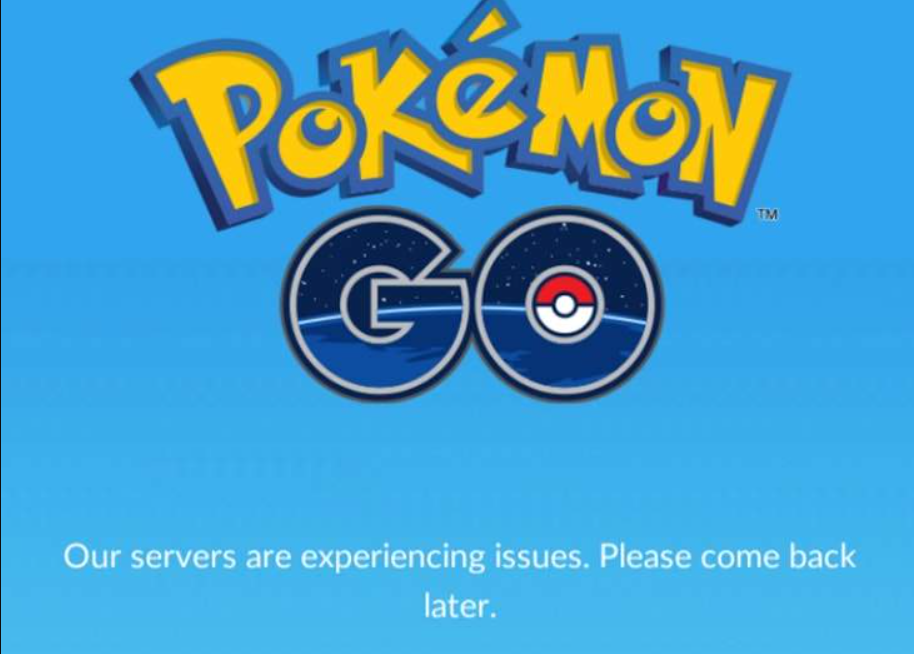 POKéMON
TM
GO
Our servers are experiencing issues. Please come back
later.